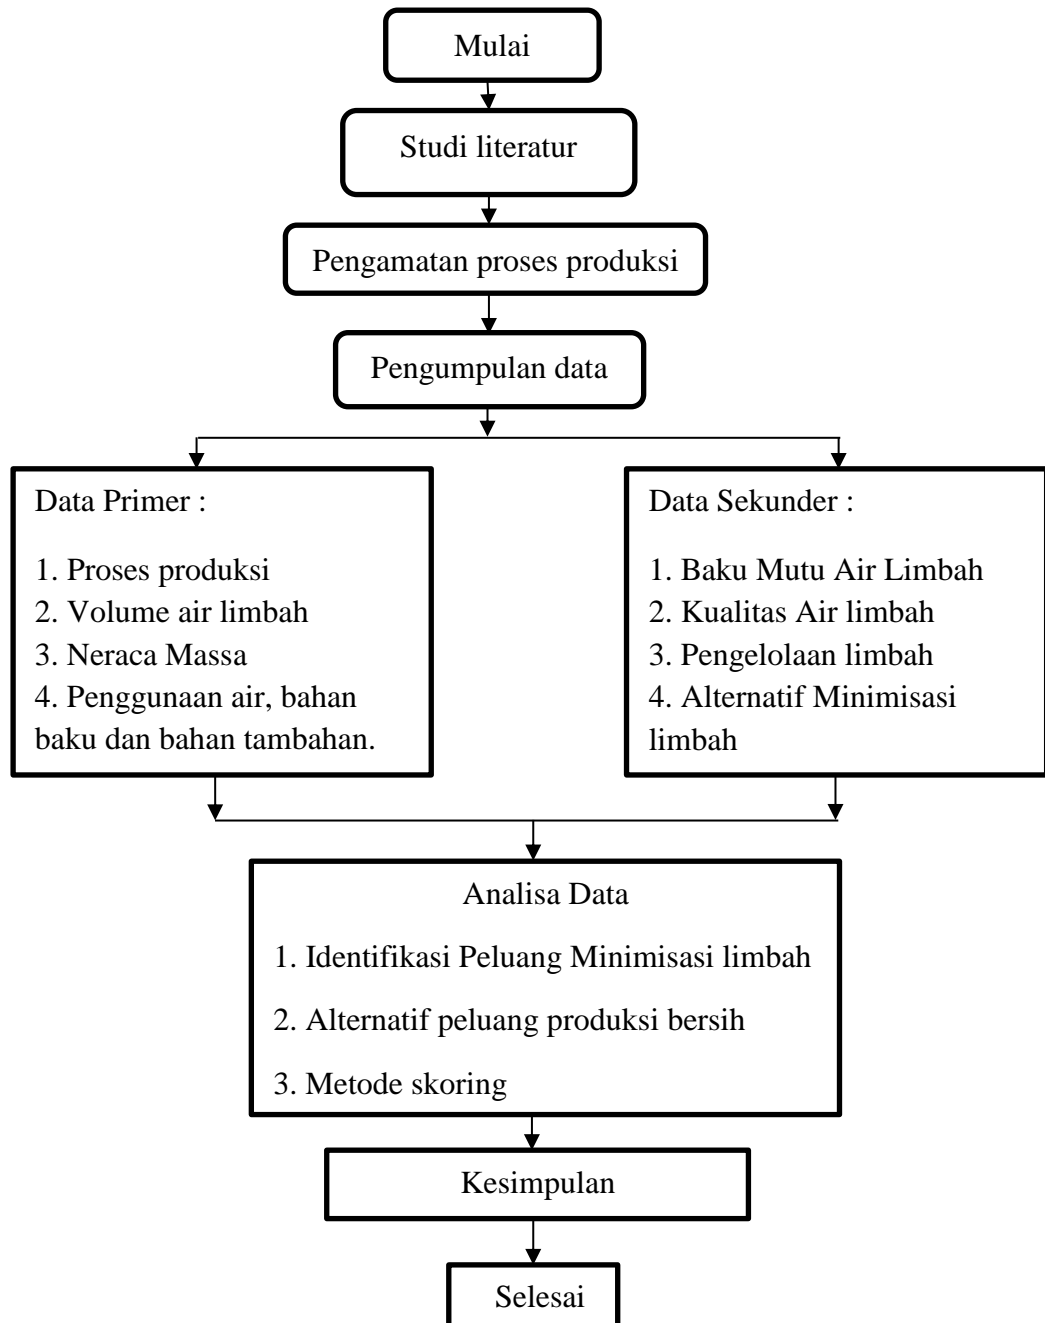 Mulai
Studi literatur
Pengamatan proses produksi
Pengumpulan data
Data Primer :
1. Proses produksi
2. Volume air limbah
3. Neraca Massa
4. Penggunaan air, bahan
baku dan bahan tambahan.
Data Sekunder :
1. Baku Mutu Air Limbah
2. Kualitas Air limbah
3. Pengelolaan limbah
4. Alternatif Minimisasi
limbah
Analisa Data
1. Identifikasi Peluang Minimisasi limbah
2. Alternatif peluang produksi bersih
3. Metode skoring
Kesimpulan
Selesai